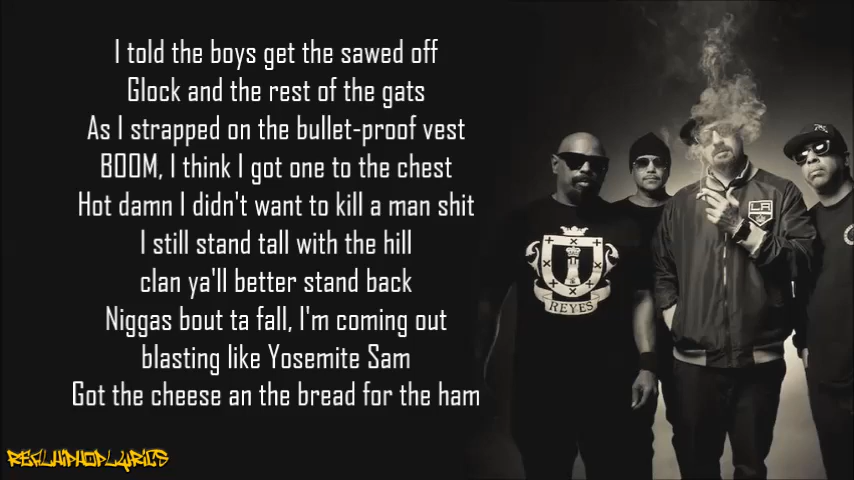 I told the boys get the sawed off
Glock and the rest of the gats
As I strapped on the bullet-proof vest
BOOM, I think I got one to the chest
Hot damn I didn't want to kill a man shit
I still stand tall with the hill
clan ya'll better stand back
Niggas bout ta fall, I'm coming out
blasting like Yosemite Sam
Got the cheese an the bread for the ham
REYES
LA
REALHIPHOPLYRICS